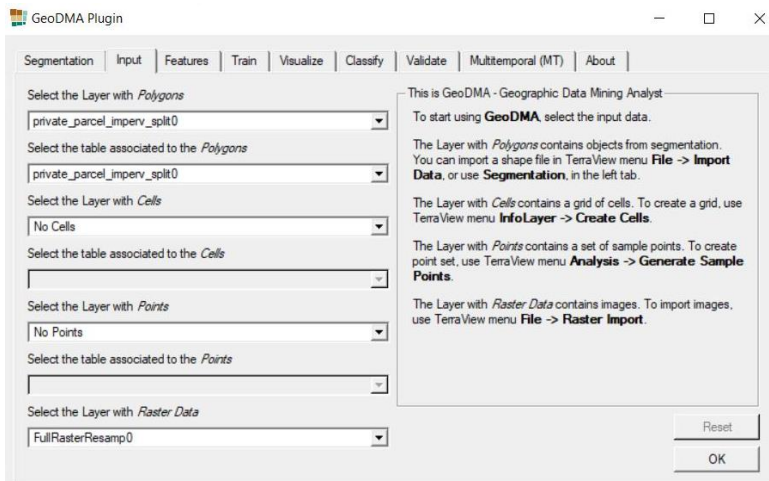 GeoDMA Plugin
Segmentation Input Features Train Visualize Classify Validate Multitemporal (MT) About
Select the Layer with Polygons
private_parcel_imperv_split0
Select the table associated to the Polygons
private_parcel_imperv_split0
Select the Layer with Cells
No Cells
Select the table associated to the Cells
Select the Layer with Points
No Points
Select the table associated to the Points
Select the Layer with Raster Data
FullRasterResamp0
This is GeoDMA - Geographic Data Mining Analyst
To start using GeoDMA, select the input data.
The Layer with Polygons contains objects from segmentation.
You can import a shape file in TerraView menu File -> Import
Data, or use Segmentation, in the left tab.
The Layer with Cells contains a grid of cells. To create a grid, use
TerraView menu InfoLayer -> Create Cells.
The Layer with Points contains a set of sample points. To create
point set, use TerraView menu Analysis -> Generate Sample
Points.
The Layer with Raster Data contains images. To import images,
use TerraView menu File -> Raster Import.
Reset
OK